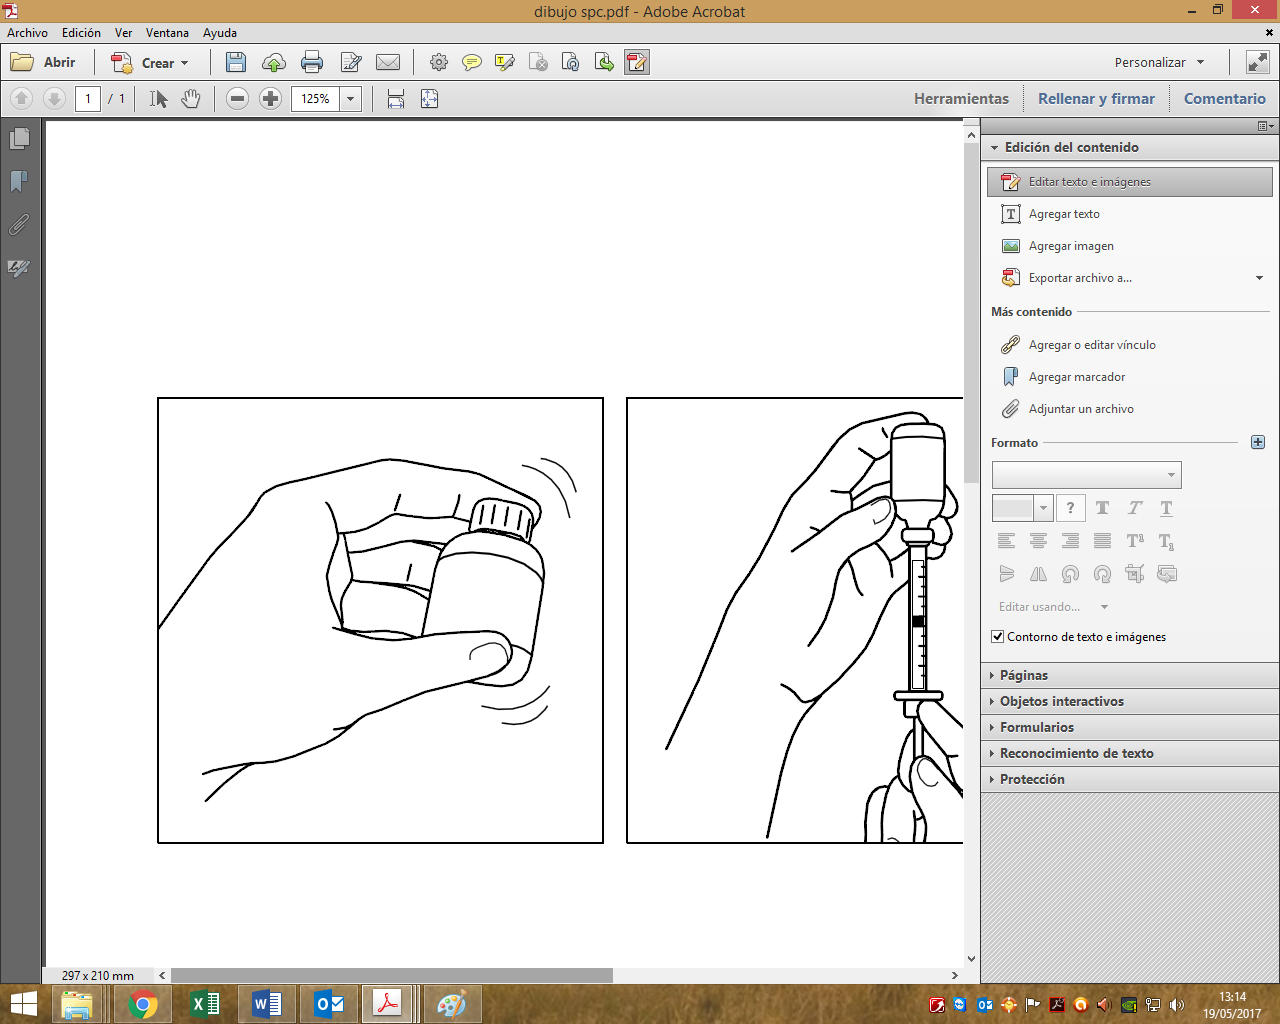 dibujo spc.pdf - Adobe Acrobat
Archivo Edición Ver Ventana Ayuda
Abrir Crear Personalizar
1 / 1 125% Herramientas Rellenar y firmar Comentario
Edición del contenido
Editar texto e imágenes
Agregar texto
Agregar imagen
Exportar archivo a...
Más contenido
Agregar o editar vínculo
Agregar marcador
Adjuntar un archivo
Formato
Editar usando...
Contorno de texto e imágenes
Páginas
Objetos interactivos
Formularios
Reconocimiento de texto
Protección
297 x 210 mm
13:14
19/05/2017